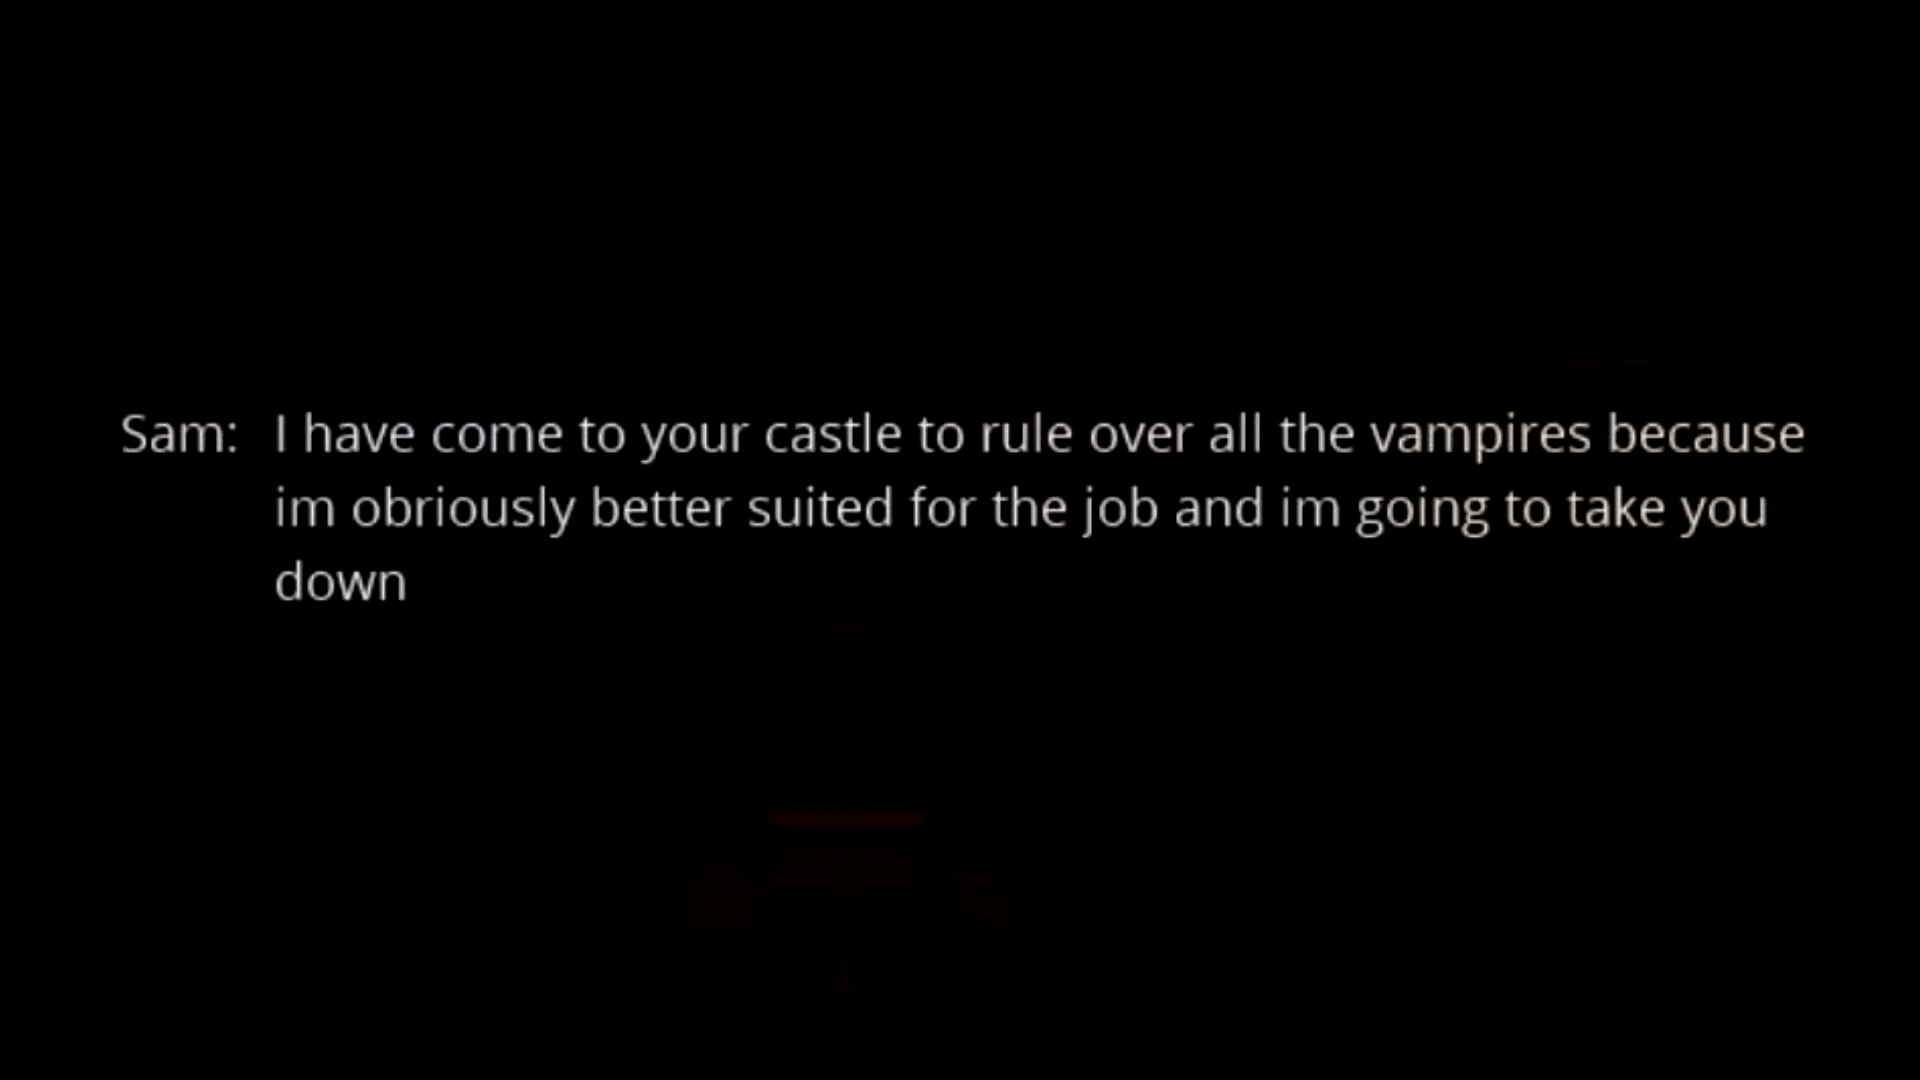 Sam: I have come to your castle to rule over all the vampires because
im obriously better suited for the job and im going to take you
down